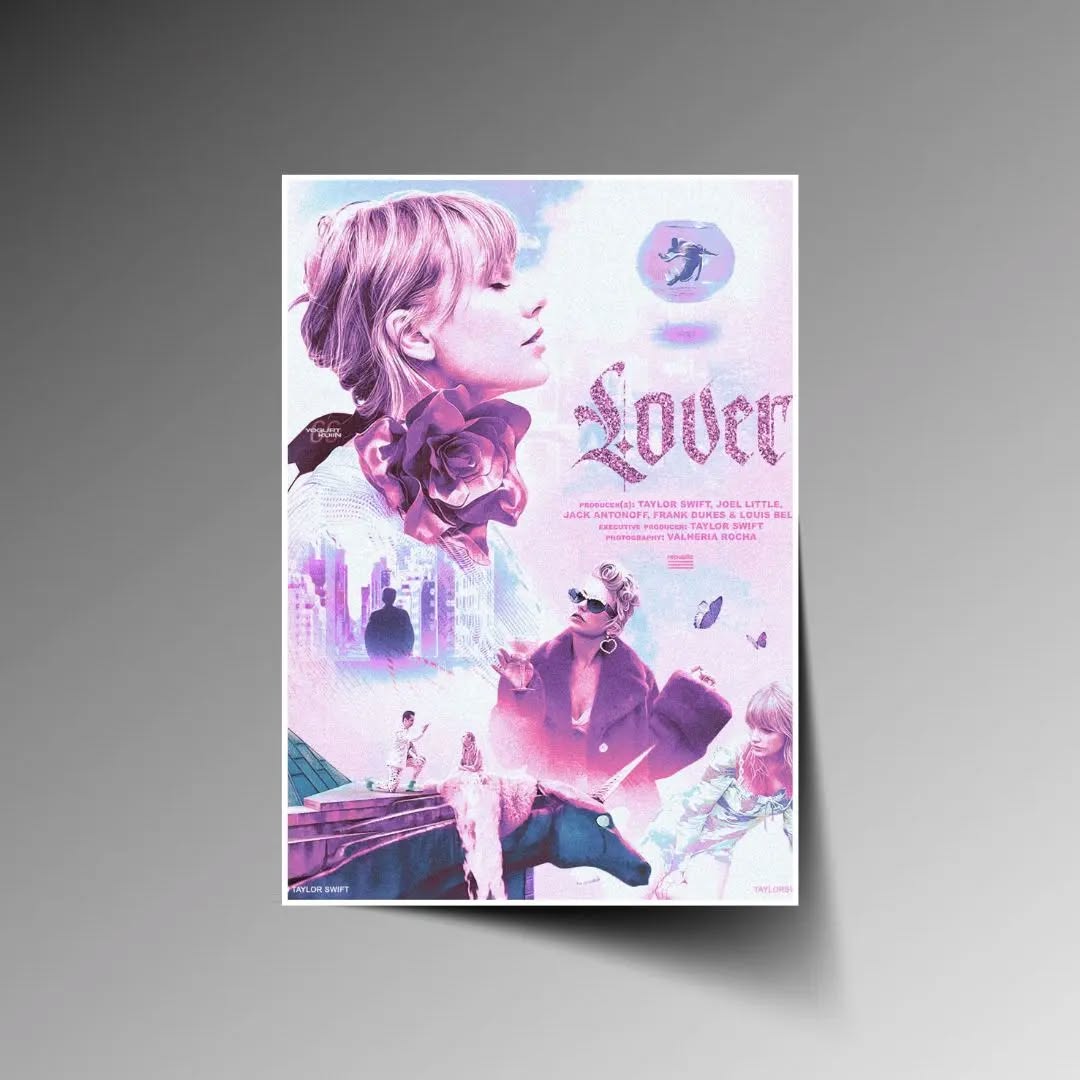 Lover
YOGURT
KUIIN
PRODUCER(S): TAYLOR SWIFT, JOEL LITTLE,
JACK ANTONOFF, FRANK DUKES & LOUIS BEL
EXECUTIVE PRODUCER: TAYLOR SWIFT
PHOTOGRAPHY: VALHERIA ROCHA
TAYLOR SWIFT
TAYLORS